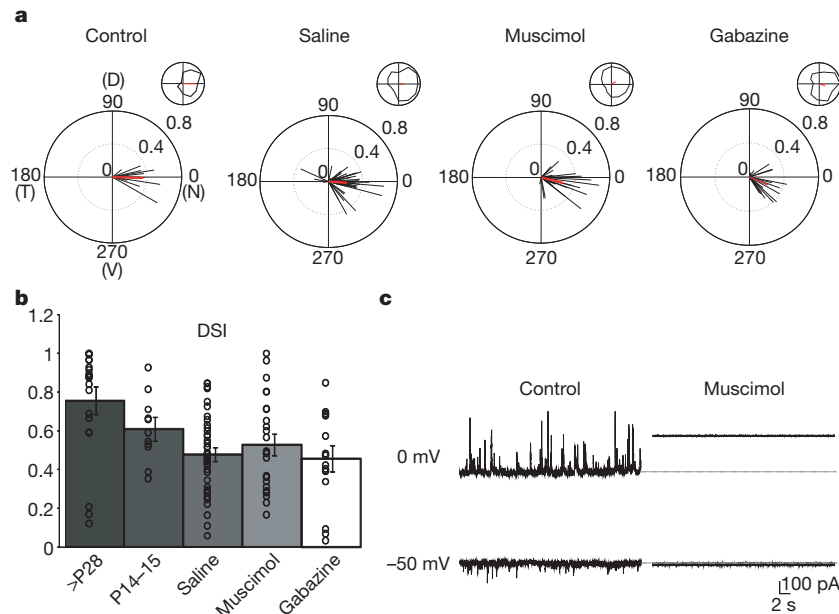 a
Control
Saline
Muscimol
Gabazine
(D)
90
0.8
0.4
0
180
(T)
0
(N)
270
(V)
90
0.8
0.4
0
180
0
270
90
0.8
0.4
0
180
0
270
90
0.8
0.4
0
180
0
270
b
DSI
1.2
1
0.8
0.6
0.4
0.2
0
>P28
P14–15
Saline
Muscimol
Gabazine
c
Control
Muscimol
0 mV
–50 mV
100 pA
2 s